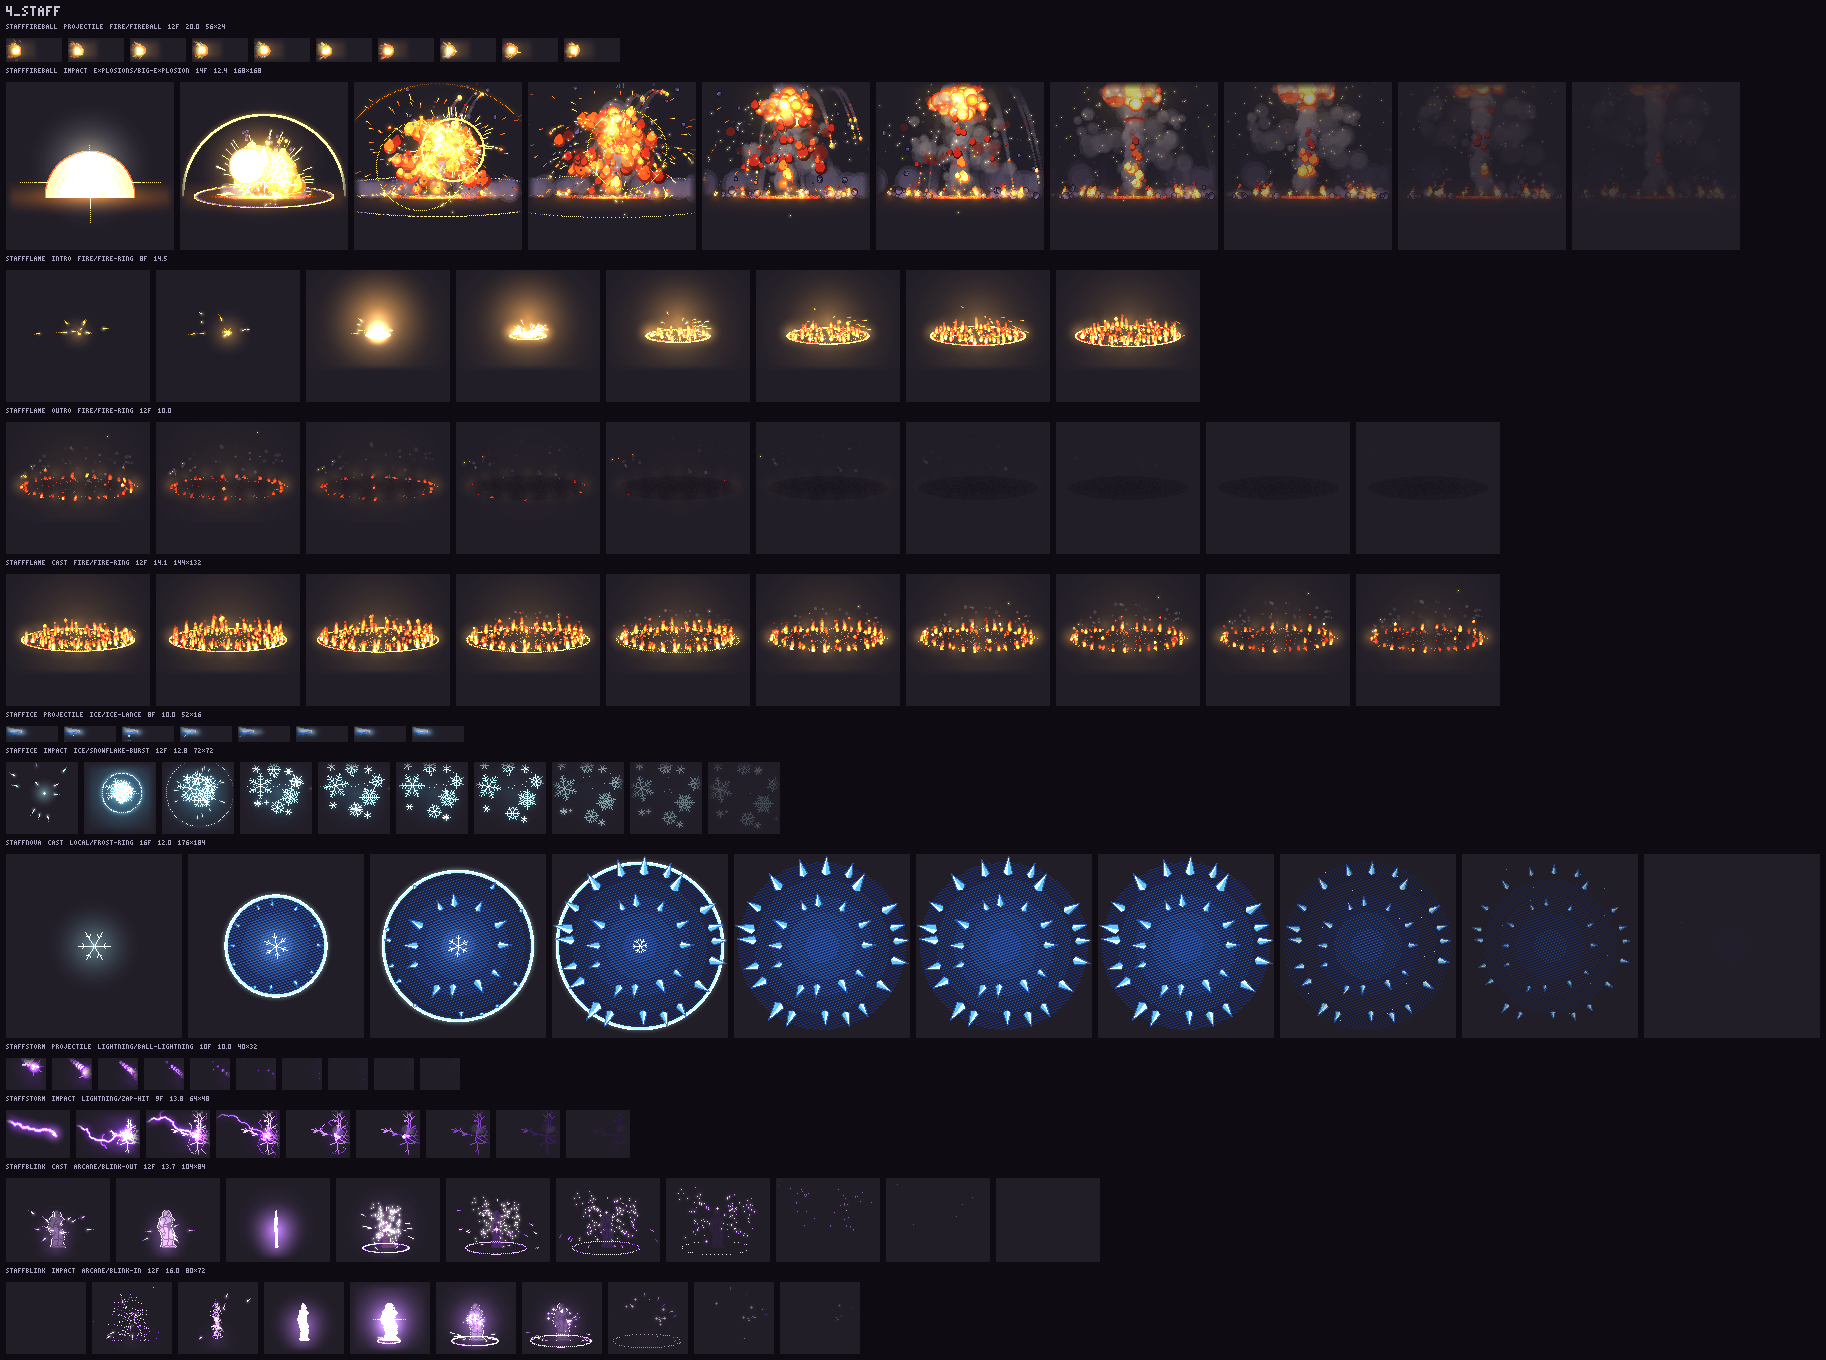 4_STAFF
STAFFFIREBALL PROJECTILE FIRE/FIREBALL 12F 20.0 56×24
STAFFFIREBALL IMPACT EXPLOSIONS/BIG-EXPLOSION 14F 12.4 168×168
STAFFFLAME INTRO FIRE/FIRE-RING 8F 14.5
STAFFFLAME OUTRO FIRE/FIRE-RING 12F 10.0
STAFFFLAME CAST FIRE/FIRE-RING 12F 14.1 144×132
STAFFICE PROJECTILE ICE/ICE-LANCE 8F 10.0 52×16
STAFFICE IMPACT ICE/SNOWFLAKE-BURST 12F 12.8 72×72
STAFFNOVA CAST LOCAL/FROST-RING 16F 12.0 176×184
STAFFSTORM PROJECTILE LIGHTNING/BALL-LIGHTNING 10F 10.0 40×32
STAFFSTORM IMPACT LIGHTNING/ZAP-HIT 9F 13.8 64×48
STAFFBLINK CAST ARCANE/BLINK-OUT 12F 13.7 104×84
STAFFBLINK IMPACT ARCANE/BLINK-IN 12F 16.0 80×72